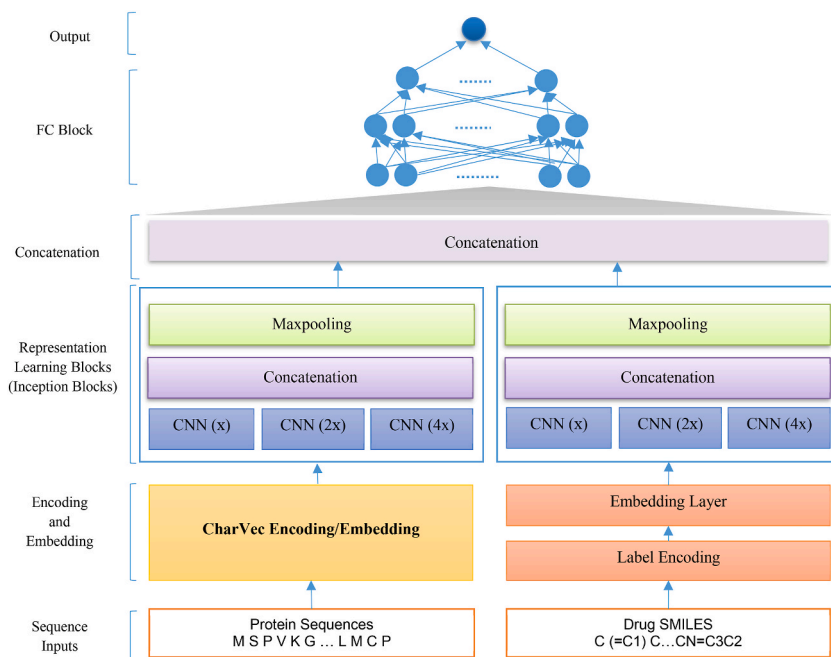 Output
FC Block
........
........
.........
Concatenation
Concatenation
Representation
Learning Blocks
(Inception Blocks)
Maxpooling
Maxpooling
Concatenation
Concatenation
CNN (x)
CNN (2x)
CNN (4x)
CNN (x)
CNN (2x)
CNN (4x)
Encoding
and
Embedding
CharVec Encoding/Embedding
Embedding Layer
Label Encoding
Sequence
Inputs
Protein Sequences
M S P V K G ... L M C P
Drug SMILES
C (=C1) C...CN=C3C2